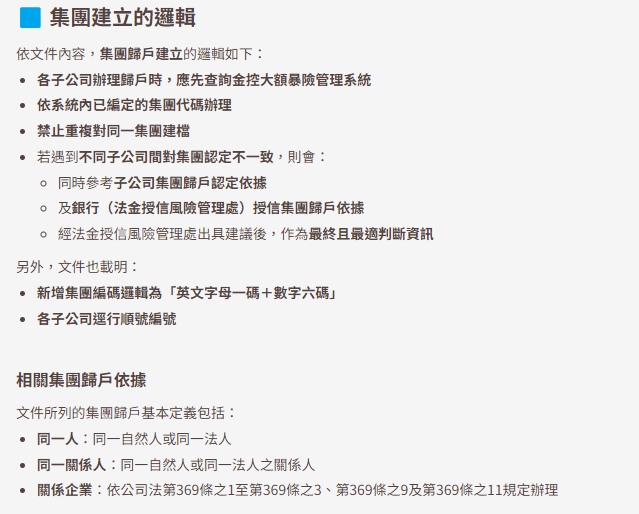 集團建立的邏輯
依文件內容，集團歸戶建立的邏輯如下：
各子公司辦理歸戶時，應先查詢金控大額暴險管理系統
依系統內已編定的集團代碼辦理
禁止重複對同一集團建檔
若遇到不同子公司間對集團認定不一致，則會：
同時參考子公司集團歸戶認定依據
及銀行（法金授信風險管理處）授信集團歸戶依據
經法金授信風險管理處出具建議後，作為最終且最適判斷資訊
另外，文件也載明：
新增集團編碼邏輯為「英文字母一碼＋數字六碼」
各子公司逕行順號編號
相關集團歸戶依據
文件所列的集團歸戶基本定義包括：
同一人：同一自然人或同一法人
同一關係人：同一自然人或同一法人之關係人
關係企業：依公司法第369條之1至第369條之3、第369條之9及第369條之11規定辦理